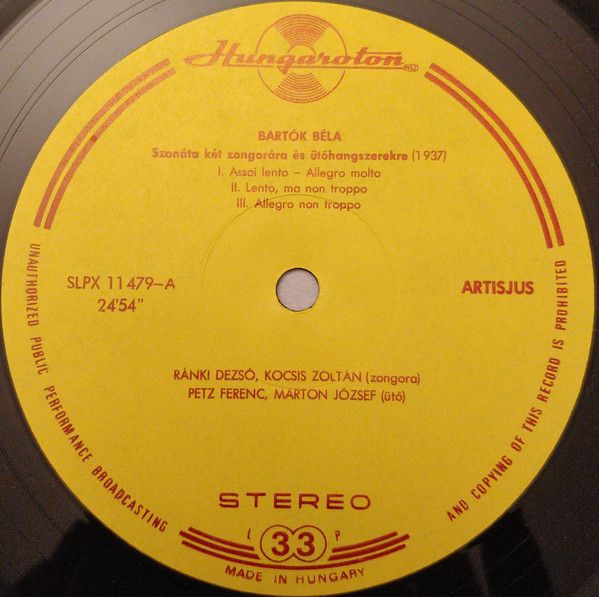 Hungaroton
BARTÓK BÉLA
Szonáta két zongorára és ütőhangszerekre (1937)
I. Assai lento – Allegro molto
II. Lento, ma non troppo
III. Allegro non troppo
SLPX 11479–A
24'54"
ARTISJUS
RÁNKI DEZSŐ, KOCSIS ZOLTÁN (zongora)
PETZ FERENC, MÁRTON JÓZSEF (ütő)
STEREO
L 33 P
MADE IN HUNGARY
UNAUTHORIZED PUBLIC PERFORMANCE BROADCASTING
AND COPYING OF THIS RECORD IS PROHIBITED